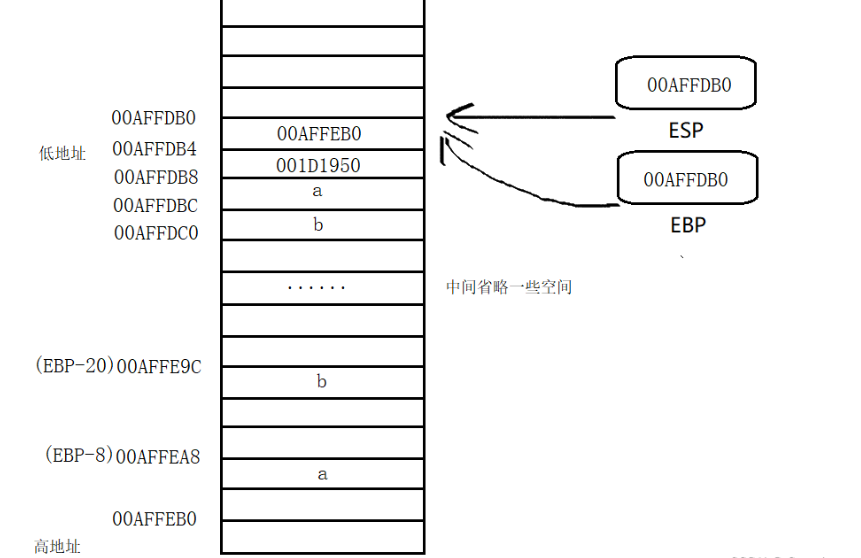 00AFFDB0
00AFFDB0
00AFFEB0
ESP
低地址
00AFFDB4
001D1950
00AFFDB8
a
00AFFDB0
00AFFDBC
b
EBP
00AFFDC0
、
......
中间省略一些空间
(EBP-20)00AFFE9C
b
(EBP-8)00AFFEA8
a
00AFFEB0
高地址